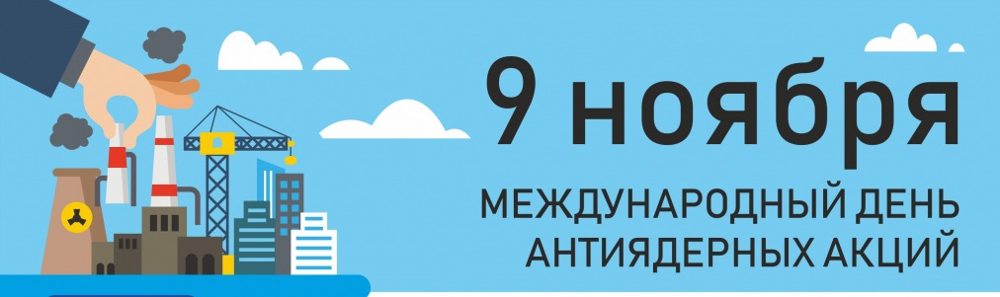 9 ноября
МЕЖДУНАРОДНЫЙ ДЕНЬ
АНТИЯДЕРНЫХ АКЦИЙ